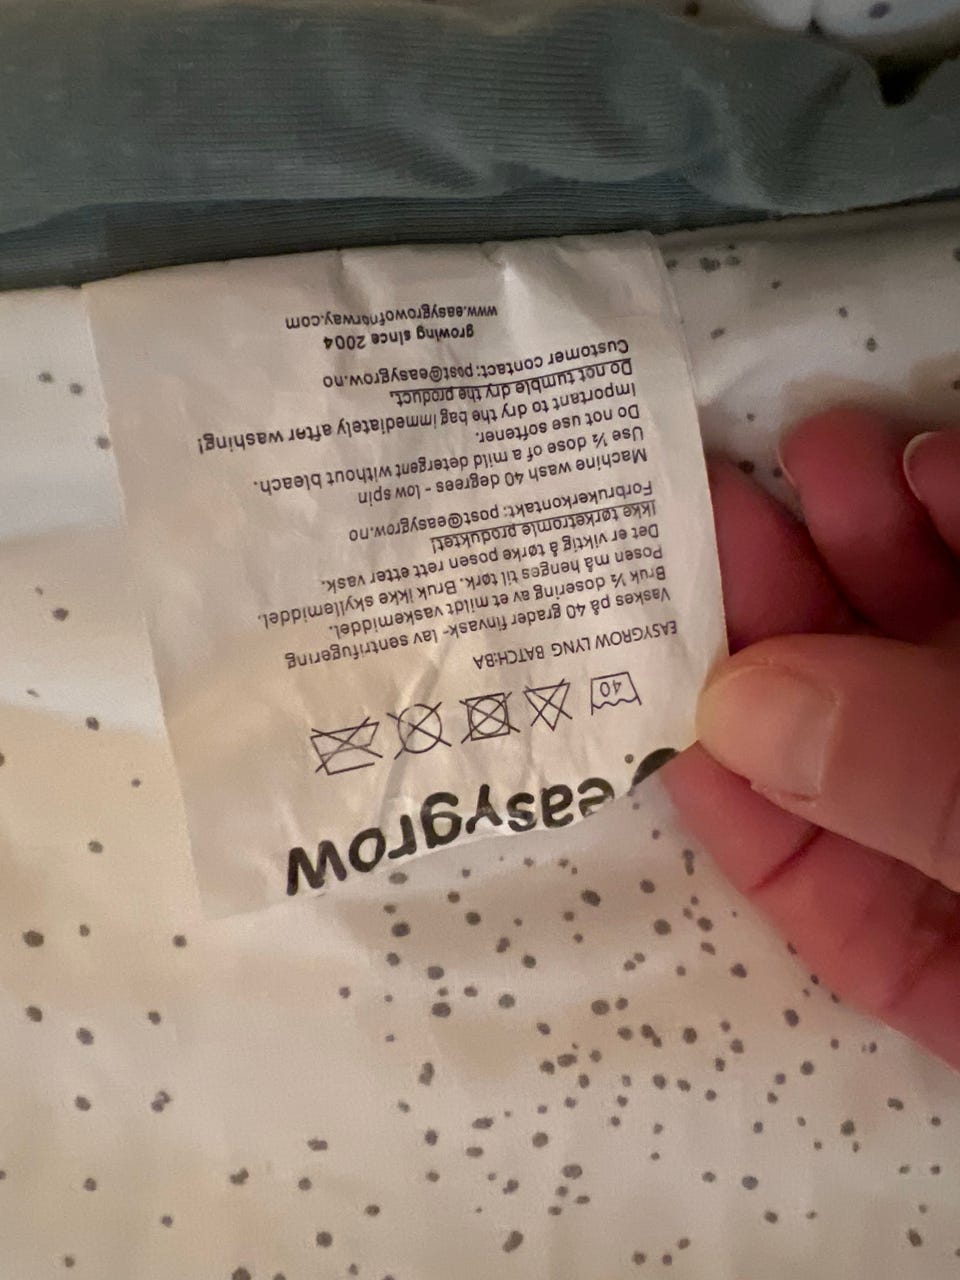 easygrow
40
EASYGROW LYNG BATCH:BA
Vaskes på 40 grader finvask- lav sentrifugering
Bruk ½ dosering av et mildt vaskemiddel.
Posen må henges til tørk. Bruk ikke skyllemiddel.
Det er viktig å tørke posen rett etter vask.
Ikke tørketromle produktet!
Forbrukerkontakt: post@easygrow.no
Machine wash 40 degrees - low spin
Use ½ dose of a mild detergent without bleach.
Do not use softener.
Important to dry the bag immediately after washing!
Do not tumble dry the product.
Customer contact: post@easygrow.no
growing since 2004
www.easygrowofnorway.com